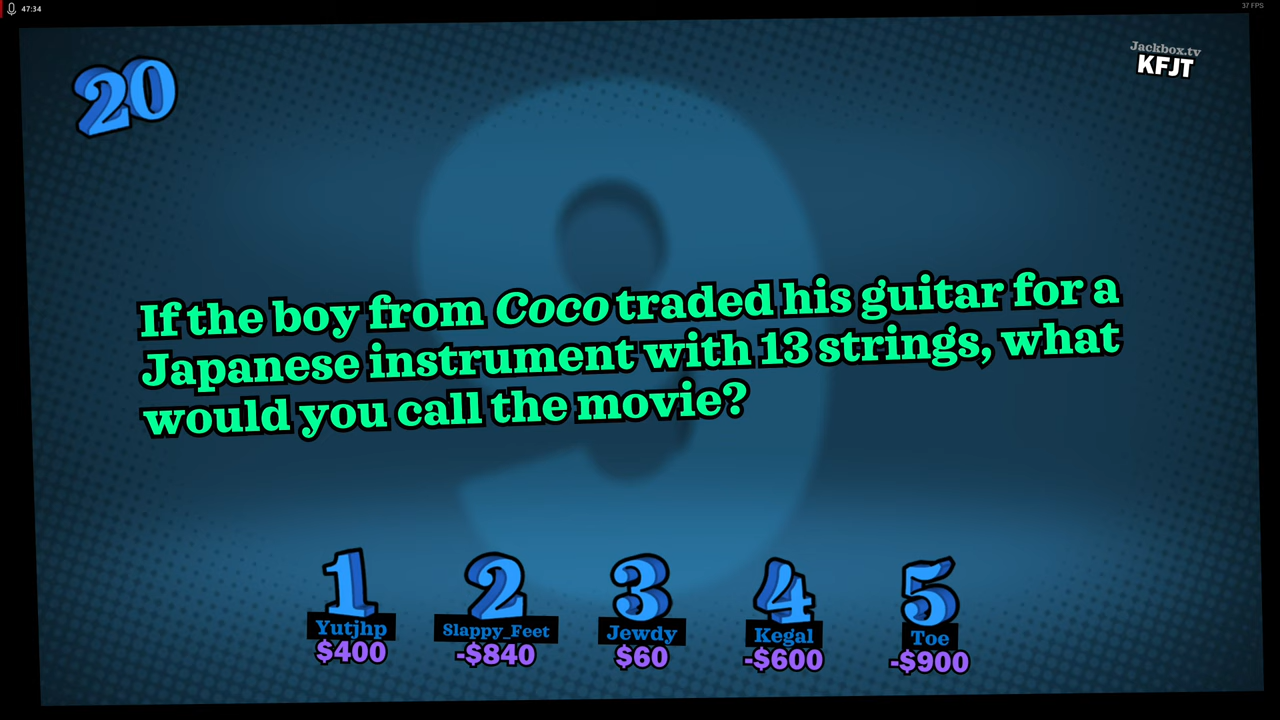 47:34
37 FPS
20
Jackbox.tv
KFJT
9
If the boy from Coco traded his guitar for a
Japanese instrument with 13 strings, what
would you call the movie?
1 2 3 4 5
Yutjhp Slappy_Feet Jewdy Kegal Toe
$400 -$840 $60 -$600 -$900